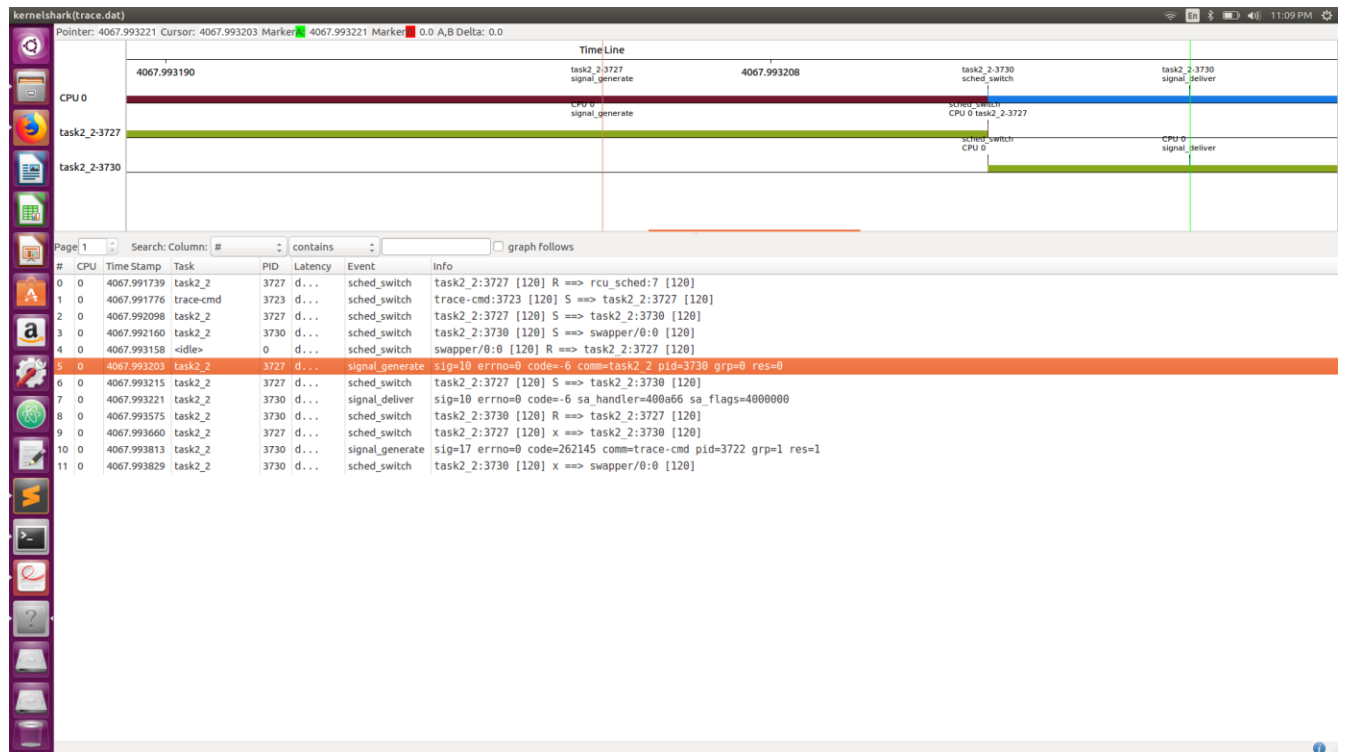 kernelshark(trace.dat)
En
11:09 PM
Pointer: 4067.993221 Cursor: 4067.993203 Marker A: 4067.993221 Marker B: 0.0 A,B Delta: 0.0
Time Line
4067.993190
task2_2-3727
signal_generate
4067.993208
task2_2-3730
sched_switch
task2_2-3730
signal_deliver
CPU 0
CPU 0
signal_generate
sched_switch
CPU 0 task2_2-3727
task2_2-3727
sched_switch
CPU 0
CPU 0
signal_deliver
task2_2-3730
Page 1 Search: Column: # contains graph follows
# CPU Time Stamp Task PID Latency Event Info
0 0 4067.991739 task2_2 3727 d... sched_switch task2_2:3727 [120] R ==> rcu_sched:7 [120]
1 0 4067.991776 trace-cmd 3723 d... sched_switch trace-cmd:3723 [120] S ==> task2_2:3727 [120]
2 0 4067.992098 task2_2 3727 d... sched_switch task2_2:3727 [120] S ==> task2_2:3730 [120]
3 0 4067.992160 task2_2 3730 d... sched_switch task2_2:3730 [120] S ==> swapper/0:0 [120]
4 0 4067.993158 <idle> 0 d... sched_switch swapper/0:0 [120] R ==> task2_2:3727 [120]
5 0 4067.993203 task2_2 3727 d... signal_generate sig=10 errno=0 code=-6 comm=task2_2 pid=3730 grp=0 res=0
6 0 4067.993215 task2_2 3727 d... sched_switch task2_2:3727 [120] S ==> task2_2:3730 [120]
7 0 4067.993221 task2_2 3730 d... signal_deliver sig=10 errno=0 code=-6 sa_handler=400a66 sa_flags=4000000
8 0 4067.993575 task2_2 3730 d... sched_switch task2_2:3730 [120] R ==> task2_2:3727 [120]
9 0 4067.993660 task2_2 3727 d... sched_switch task2_2:3727 [120] x ==> task2_2:3730 [120]
10 0 4067.993813 task2_2 3730 d... signal_generate sig=17 errno=0 code=262145 comm=trace-cmd pid=3722 grp=1 res=1
11 0 4067.993829 task2_2 3730 d... sched_switch task2_2:3730 [120] x ==> swapper/0:0 [120]